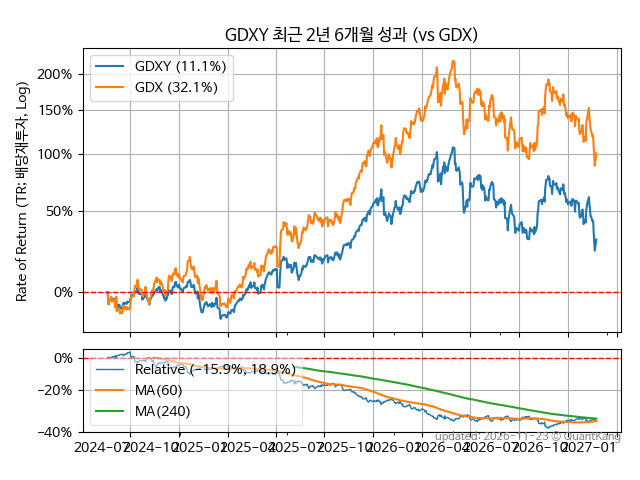 GDXY 최근 2년 6개월 성과 (vs GDX)
Rate of Return (TR: 배당재투자, Log)
200%
150%
100%
50%
0%
GDXY (11.1%)
GDX (32.1%)
0%
−20%
−40%
Relative (−15.9%, 18.9%)
MA(60)
MA(240)
updated: 2026-11-23 © QuantKang
2024-07 2024-10 2025-01 2025-04 2025-07 2025-10 2026-01 2026-04 2026-07 2026-10 2027-01